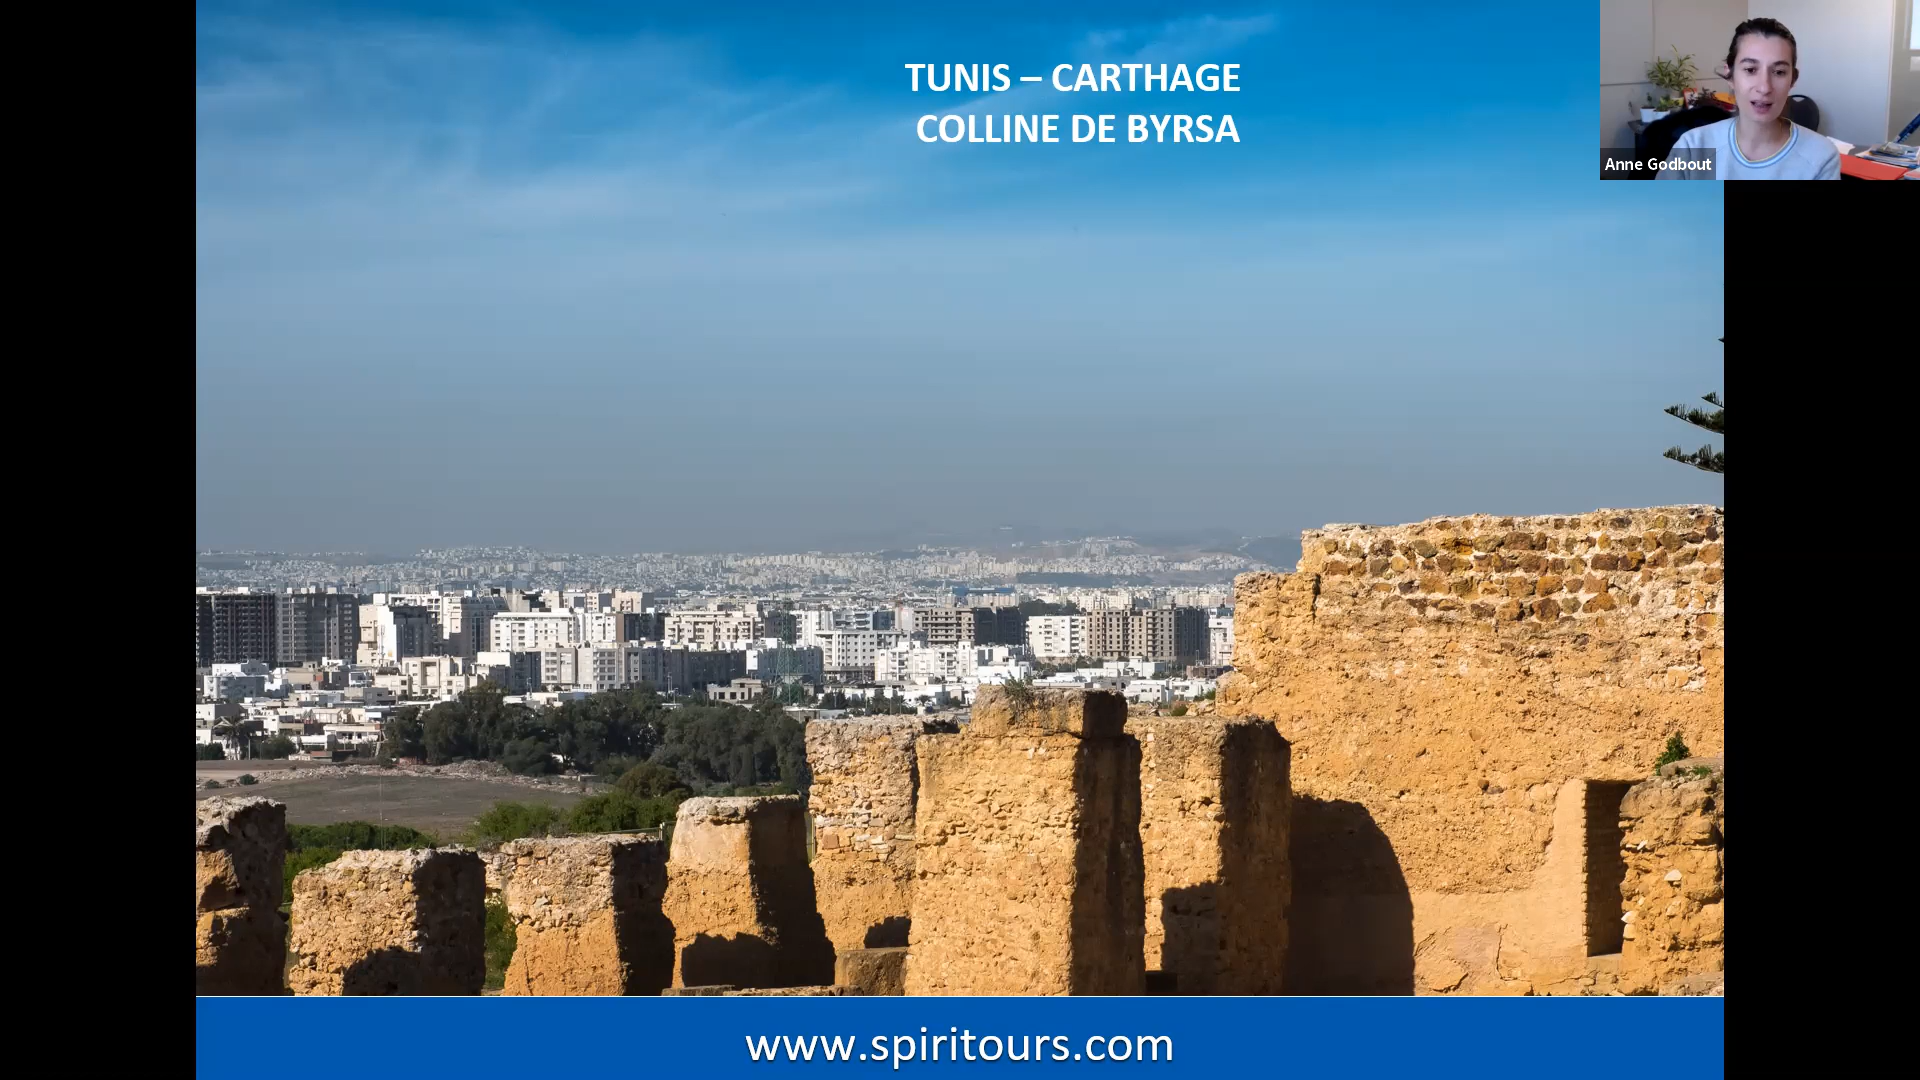 TUNIS – CARTHAGE
COLLINE DE BYRSA
Anne Godbout
www.spiritours.com